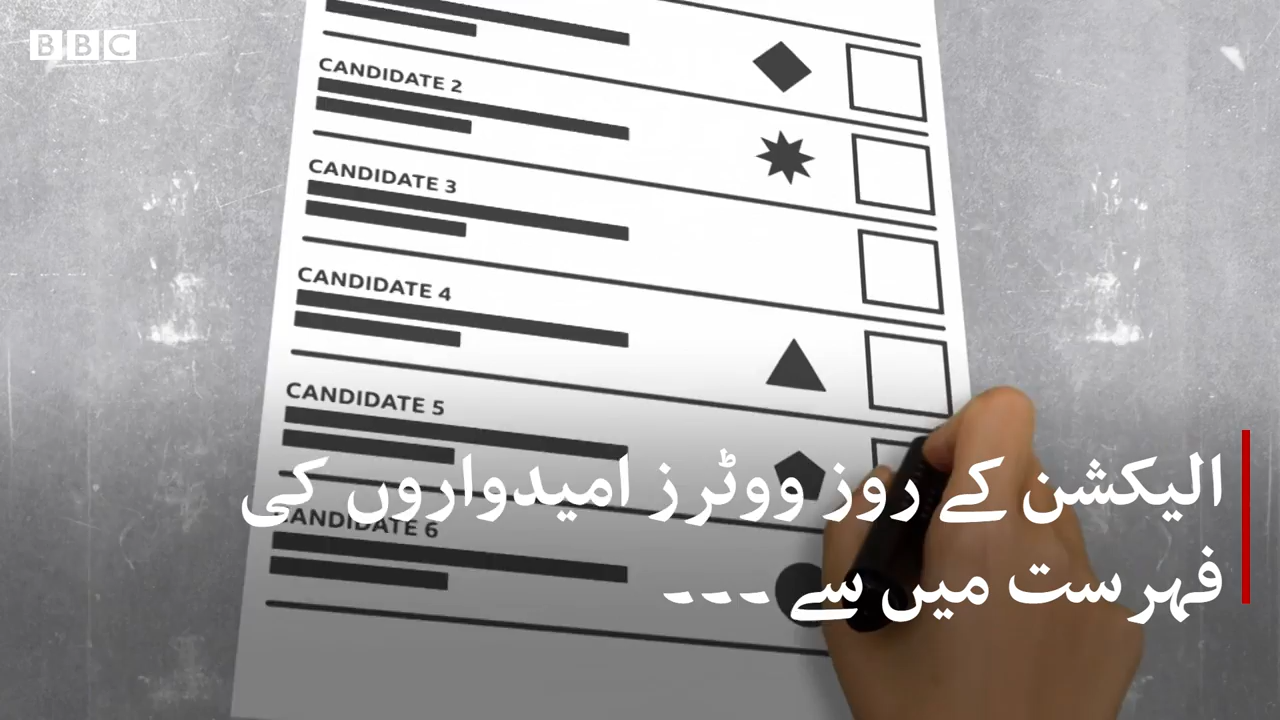 BBC
CANDIDATE 2
CANDIDATE 3
CANDIDATE 4
CANDIDATE 5
CANDIDATE 6
الیکشن کے روز ووٹرز امیدواروں کی
فہرست میں سے ۔۔۔